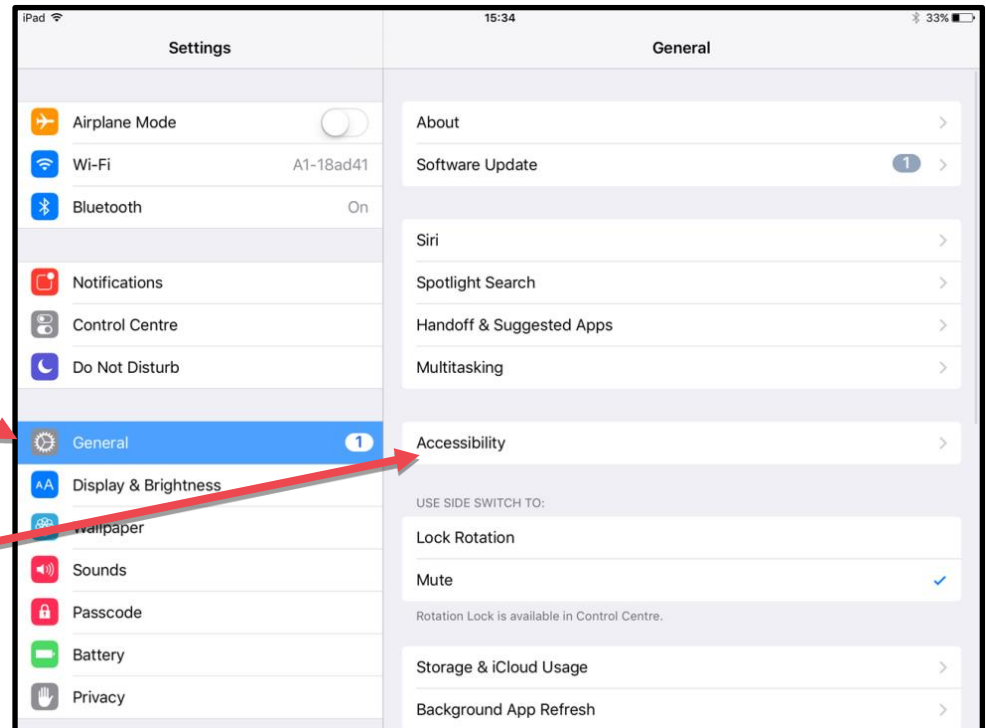 iPad 15:34 33%
Settings
General
Airplane Mode
Wi-Fi A1-18ad41
Bluetooth On
Notifications
Control Centre
Do Not Disturb
General 1
AA Display & Brightness
Wallpaper
Sounds
Passcode
Battery
Privacy
About
Software Update 1
Siri
Spotlight Search
Handoff & Suggested Apps
Multitasking
Accessibility
USE SIDE SWITCH TO:
Lock Rotation
Mute
Rotation Lock is available in Control Centre.
Storage & iCloud Usage
Background App Refresh